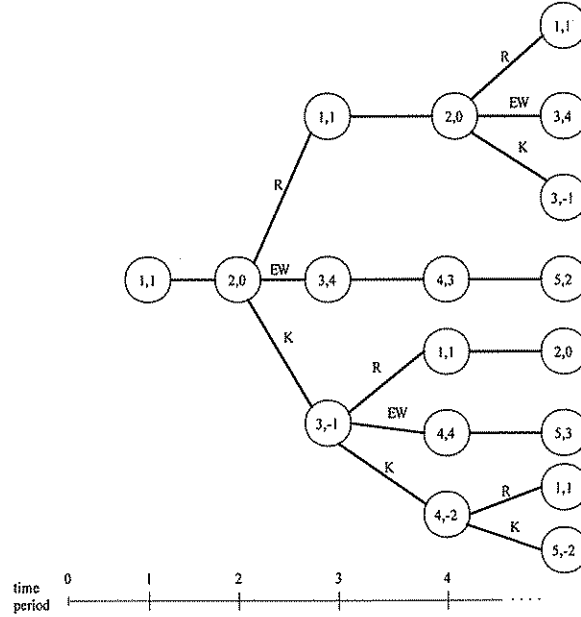 1,1
R
1,1
2,0
EW
3,4
K
3,-1
R
1,1
2,0
EW
3,4
4,3
5,2
K
R
1,1
2,0
3,-1
EW
4,4
5,3
K
R
1,1
4,-2
K
5,-2
0 1 2 3 4
time
period